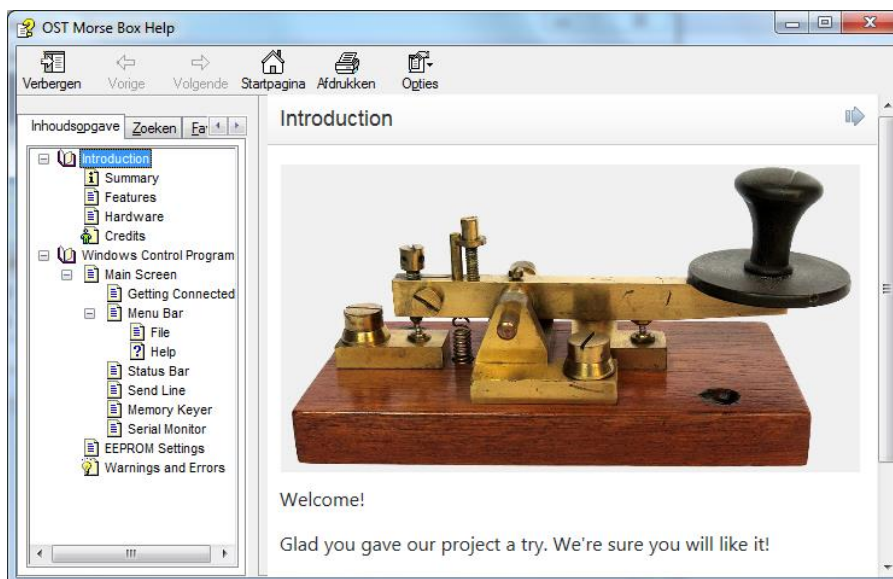 OST Morse Box Help
Verbergen Vorige Volgende Startpagina Afdrukken Opties
Inhoudsopgave Zoeken Fa
Introduction
Summary
Features
Hardware
Credits
Windows Control Program
Main Screen
Getting Connected
Menu Bar
File
Help
Status Bar
Send Line
Memory Keyer
Serial Monitor
EEPROM Settings
Warnings and Errors
Introduction
Welcome!
Glad you gave our project a try. We're sure you will like it!